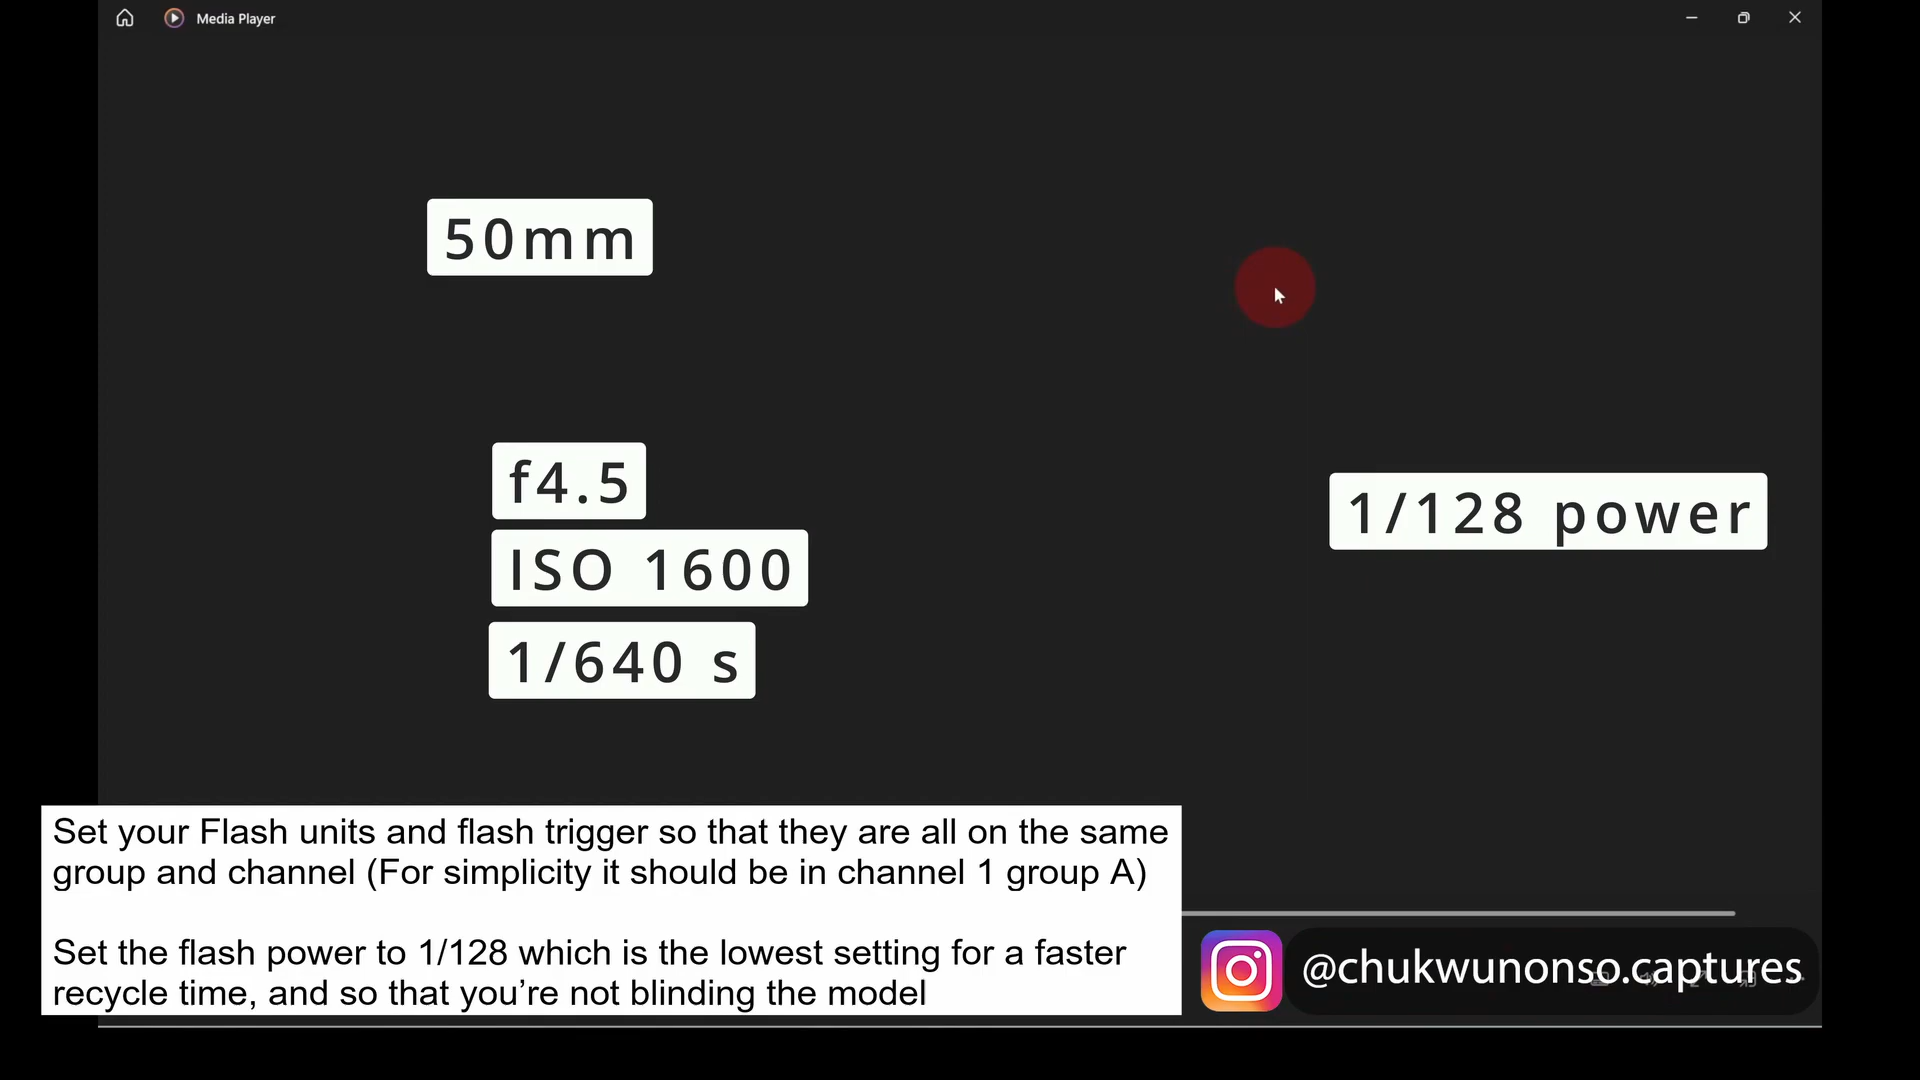 Media Player
50mm
f4.5
ISO 1600
1/640 s
1/128 power
Set your Flash units and flash trigger so that they are all on the same
group and channel (For simplicity it should be in channel 1 group A)
Set the flash power to 1/128 which is the lowest setting for a faster
recycle time, and so that you’re not blinding the model
@chukwunonso.captures